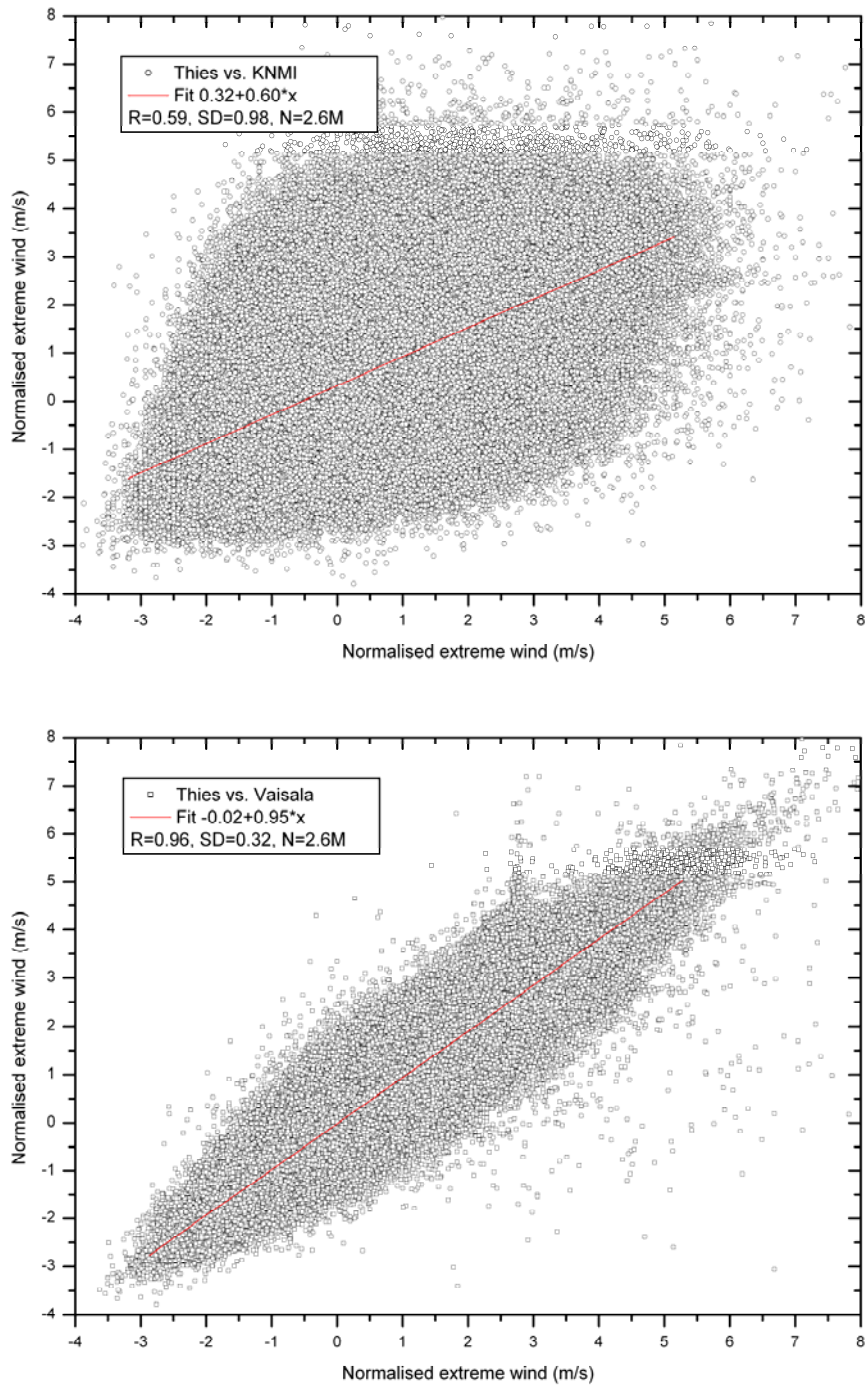 8
7
6
5
4
3
2
1
0
-1
-2
-3
-4
Normalised extreme wind (m/s)
Thies vs. KNMI
Fit 0.32+0.60*x
R=0.59, SD=0.98, N=2.6M
-4 -3 -2 -1 0 1 2 3 4 5 6 7 8
Normalised extreme wind (m/s)
8
7
6
5
4
3
2
1
0
-1
-2
-3
-4
Normalised extreme wind (m/s)
Thies vs. Vaisala
Fit -0.02+0.95*x
R=0.96, SD=0.32, N=2.6M
-4 -3 -2 -1 0 1 2 3 4 5 6 7 8
Normalised extreme wind (m/s)